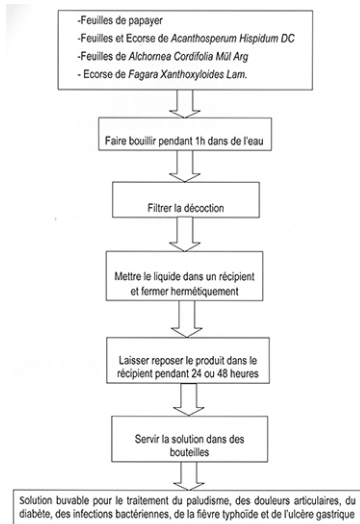 -Feuilles de papayer
-Feuilles et Ecorse de Acanthosperum Hispidum DC
-Feuilles de Alchornea Cordifolia Mül Arg
- Ecorse de Fagara Xanthoxyloides Lam.
Faire bouillir pendant 1h dans de l'eau
Filtrer la décoction
Mettre le liquide dans un récipient
et fermer hermétiquement
Laisser reposer le produit dans le
récipient pendant 24 ou 48 heures
Servir la solution dans des
bouteilles
Solution buvable pour le traitement du paludisme, des douleurs articulaires, du
diabète, des infections bactériennes, de la fièvre typhoïde et de l'ulcère gastrique